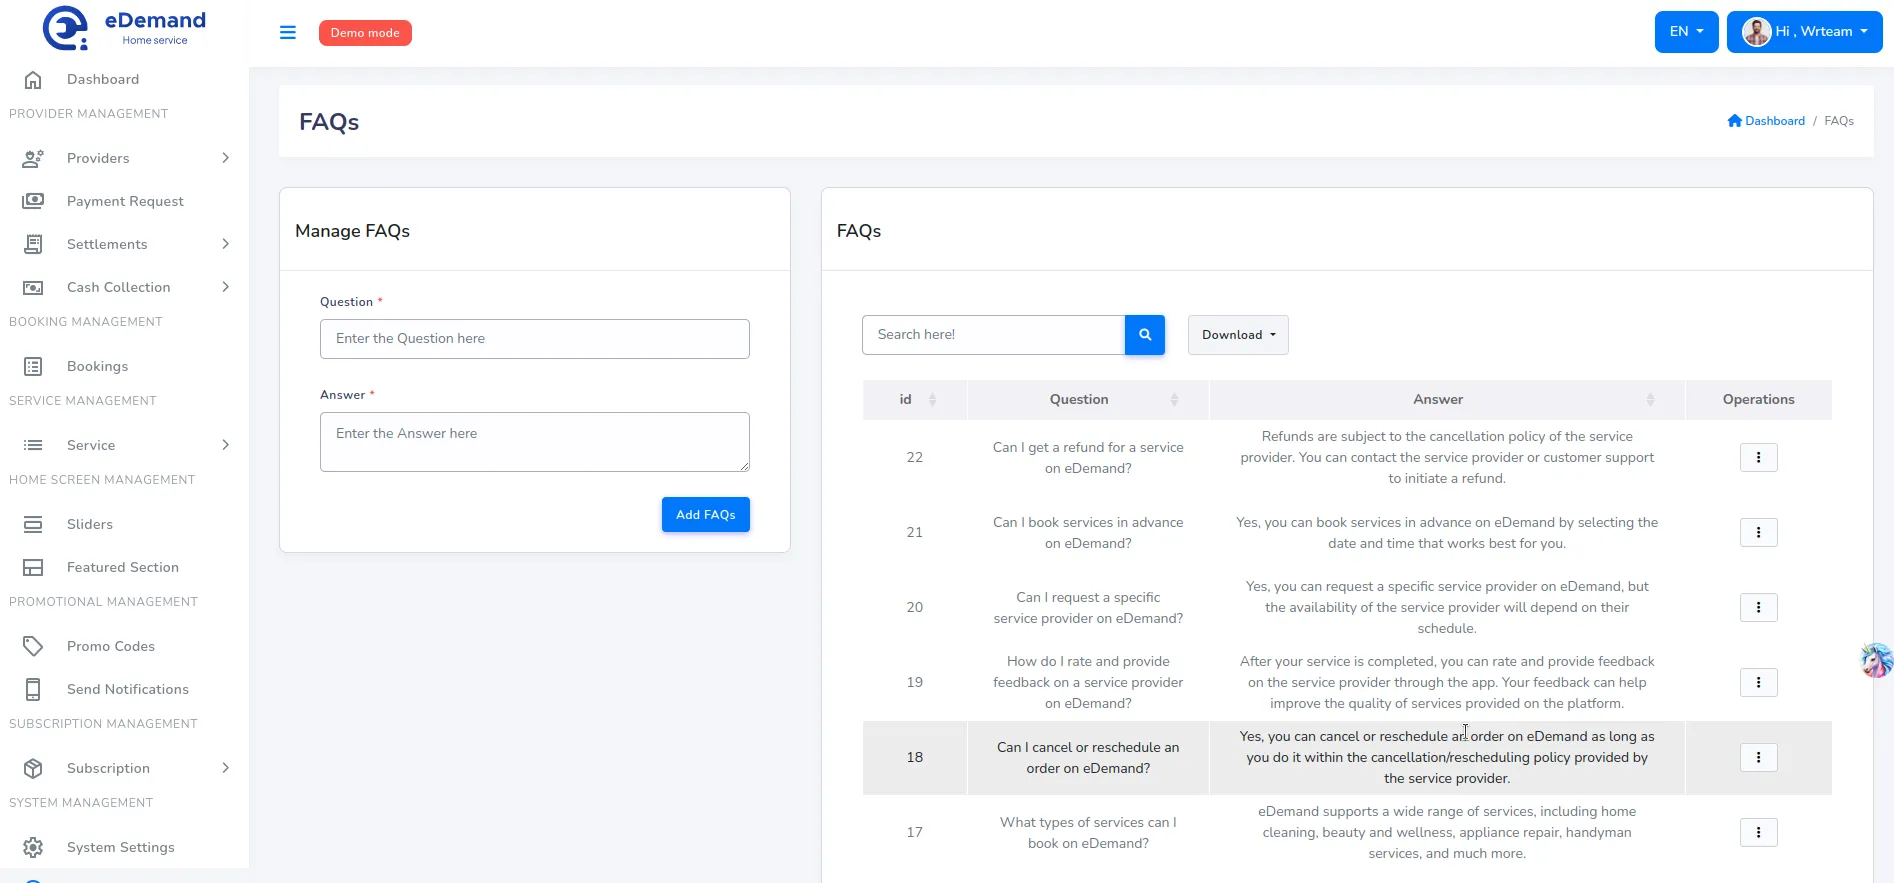 eDemand
Home service
Demo mode
EN
Hi , Wrteam
Dashboard
PROVIDER MANAGEMENT
Providers
Payment Request
Settlements
Cash Collection
BOOKING MANAGEMENT
Bookings
SERVICE MANAGEMENT
Service
HOME SCREEN MANAGEMENT
Sliders
Featured Section
PROMOTIONAL MANAGEMENT
Promo Codes
Send Notifications
SUBSCRIPTION MANAGEMENT
Subscription
SYSTEM MANAGEMENT
System Settings
FAQs
Dashboard / FAQs
Manage FAQs
Question *
Enter the Question here
Answer *
Enter the Answer here
Add FAQs
FAQs
Search here!
Download
id Question Answer Operations
22
Can I get a refund for a service
on eDemand?
Refunds are subject to the cancellation policy of the service
provider. You can contact the service provider or customer support
to initiate a refund.
21
Can I book services in advance
on eDemand?
Yes, you can book services in advance on eDemand by selecting the
date and time that works best for you.
20
Can I request a specific
service provider on eDemand?
Yes, you can request a specific service provider on eDemand, but
the availability of the service provider will depend on their
schedule.
19
How do I rate and provide
feedback on a service provider
on eDemand?
After your service is completed, you can rate and provide feedback
on the service provider through the app. Your feedback can help
improve the quality of services provided on the platform.
18
Can I cancel or reschedule an
order on eDemand?
Yes, you can cancel or reschedule an order on eDemand as long as
you do it within the cancellation/rescheduling policy provided by
the service provider.
17
What types of services can I
book on eDemand?
eDemand supports a wide range of services, including home
cleaning, beauty and wellness, appliance repair, handyman
services, and much more.